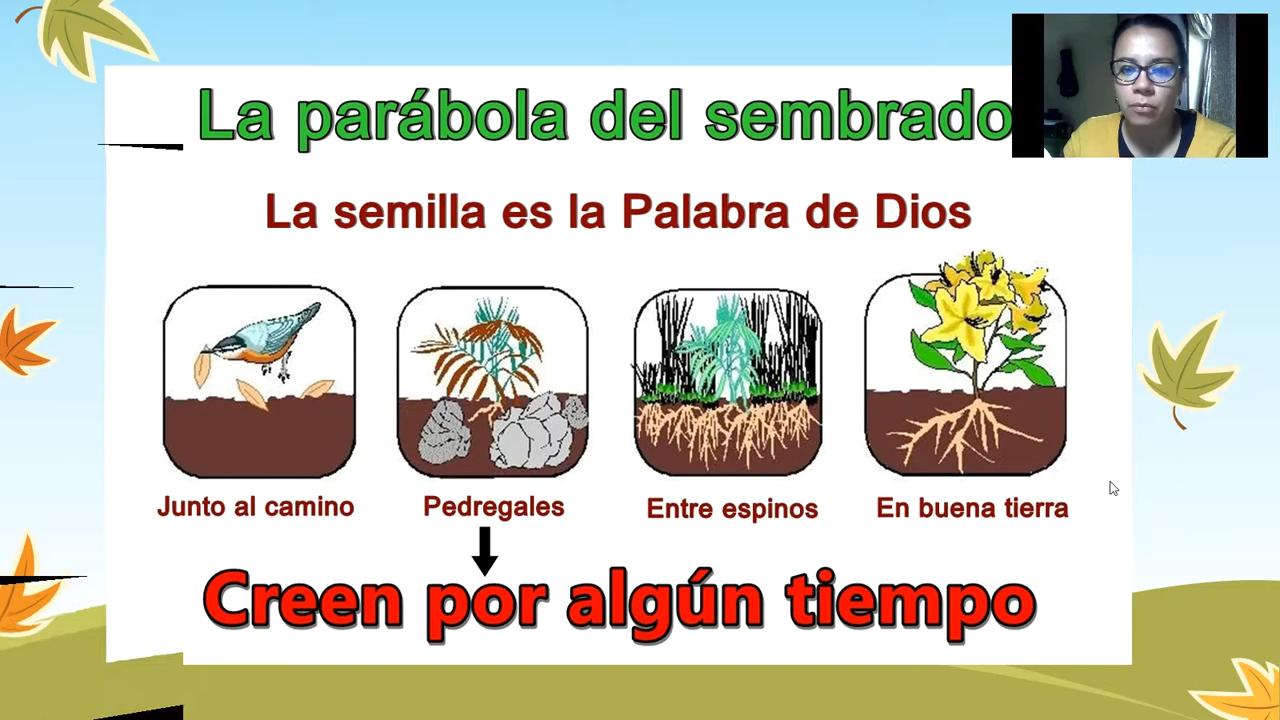 La parábola del sembrado
La semilla es la Palabra de Dios
Junto al camino
Pedregales
Entre espinos
En buena tierra
Creen por algún tiempo